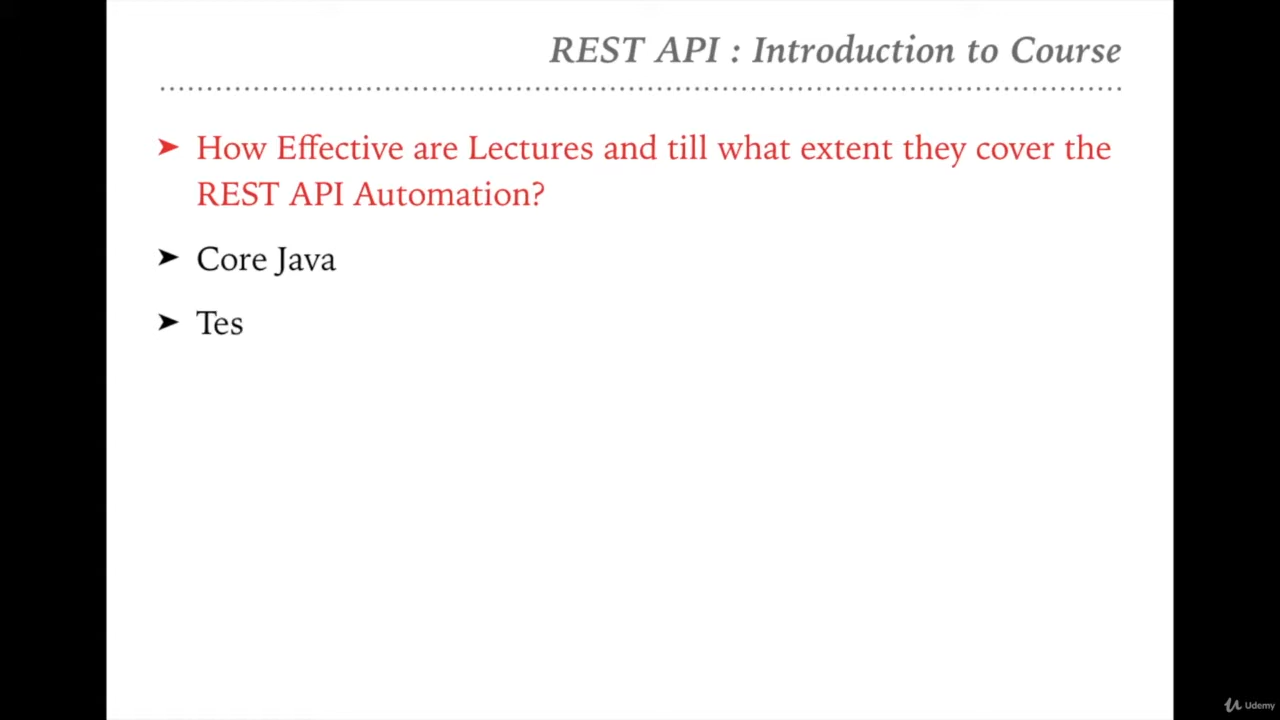 REST API : Introduction to Course
➤ How Effective are Lectures and till what extent they cover the
REST API Automation?
➤ Core Java
➤ Tes
Udemy